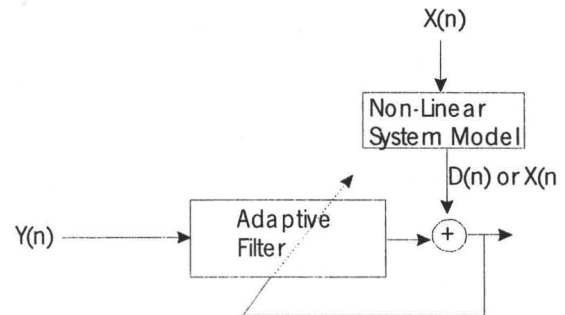 X(n)
Non-Linear
System Model
D(n) or X(n
Adaptive
Filter
Y(n)
+